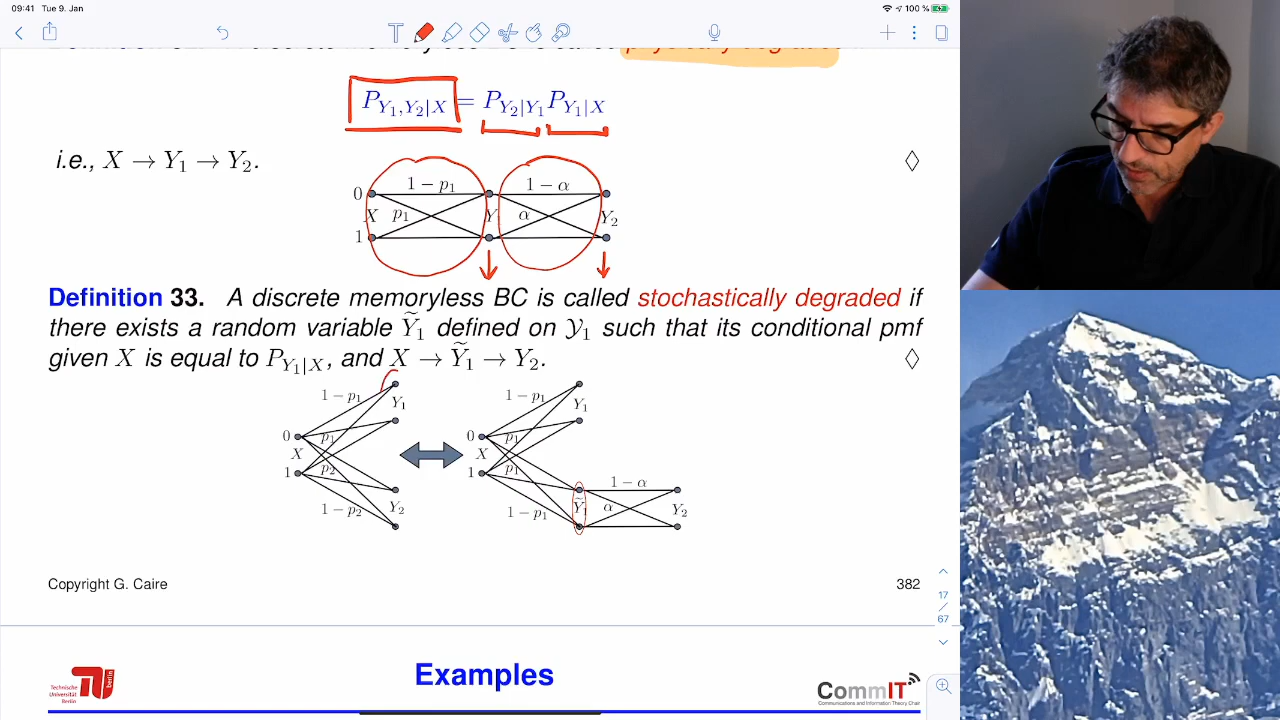 09:41 Tue 9. Jan
100 %
P_{Y_1,Y_2|X} = P_{Y_2|Y_1} P_{Y_1|X}
i.e., X → Y_1 → Y_2. ◇
1 − p_1 1 − α
0
X p_1 Y α Y_2
1
Definition 33. A discrete memoryless BC is called stochastically degraded if
there exists a random variable Ỹ_1 defined on 𝒴_1 such that its conditional pmf
given X is equal to P_{Y_1|X}, and X → Ỹ_1 → Y_2. ◇
1 − p_1 Y_1 1 − p_1 Y_1
0 p_1 0 p_1
X X
1 p_2 1 p_1 1 − α
1 − p_2 Y_2 1 − p_1 Ỹ_1 α Y_2
Copyright G. Caire 382
17
/
67
Technische
Universität
Berlin
berlin
Examples
CommIT
Communications and Information Theory Chair